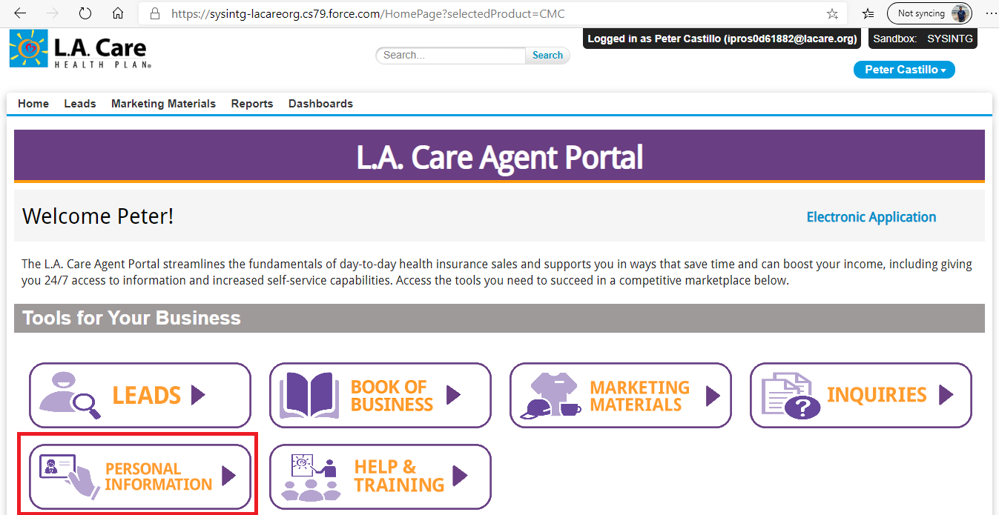 https://sysintg-lacareorg.cs79.force.com/HomePage?selectedProduct=CMC
Not syncing
L.A. Care
HEALTH PLAN®
Search...
Search
Logged in as Peter Castillo (ipros0d61882@lacare.org)
Sandbox: SYSINTG
Peter Castillo
Home Leads Marketing Materials Reports Dashboards
L.A. Care Agent Portal
Welcome Peter!
Electronic Application
The L.A. Care Agent Portal streamlines the fundamentals of day-to-day health insurance sales and supports you in ways that save time and can boost your income, including giving
you 24/7 access to information and increased self-service capabilities. Access the tools you need to succeed in a competitive marketplace below.
Tools for Your Business
LEADS
BOOK OF
BUSINESS
MARKETING
MATERIALS
INQUIRIES
?
PERSONAL
INFORMATION
HELP &
TRAINING